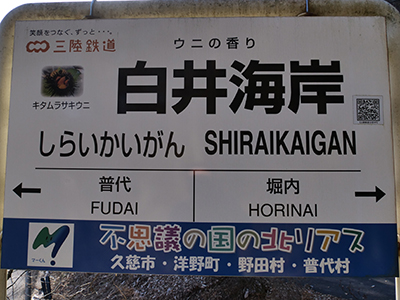 笑顔をつなぐ、ずっと・・・。
三陸鉄道
ウニの香り
白井海岸
キタムラサキウニ
しらいかいがん SHIRAIKAIGAN
普代 堀内
FUDAI HORINAI
不思議の国の北リアス
久慈市・洋野町・野田村・普代村